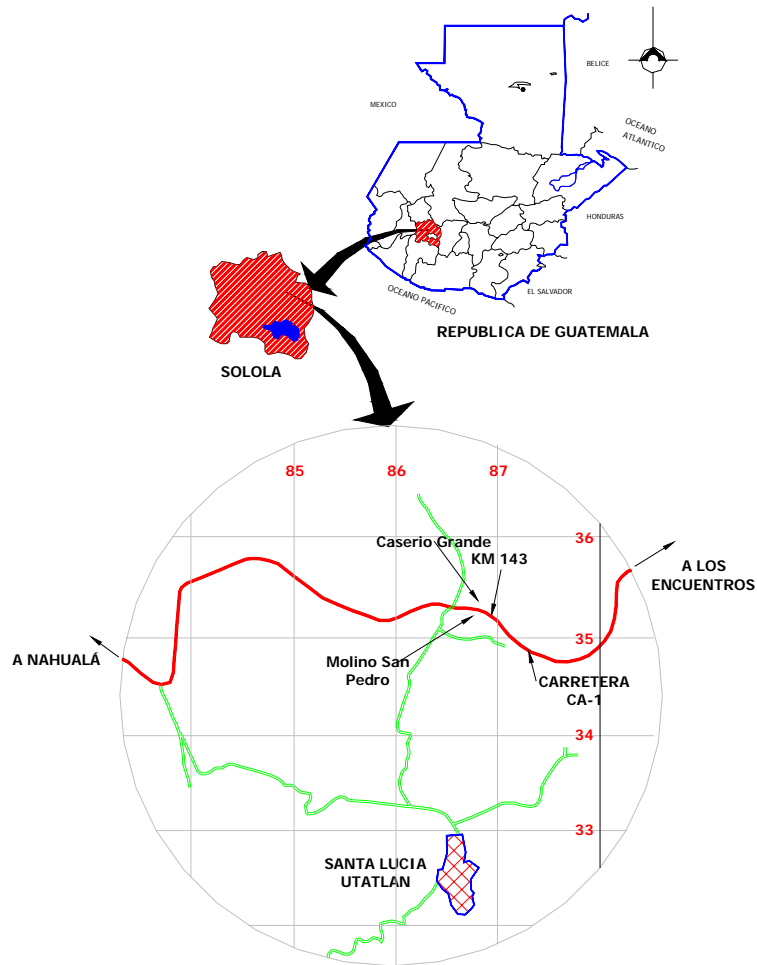 BELICE
MEXICO
OCEANO
ATLANTICO
HONDURAS
OCEANO PACIFICO
EL SALVADOR
REPUBLICA DE GUATEMALA
SOLOLA
85
86
87
36
Caserio Grande
KM 143
A LOS
ENCUENTROS
35
A NAHUALÁ
Molino San
Pedro
CARRETERA
CA-1
34
33
SANTA LUCIA
UTATLAN